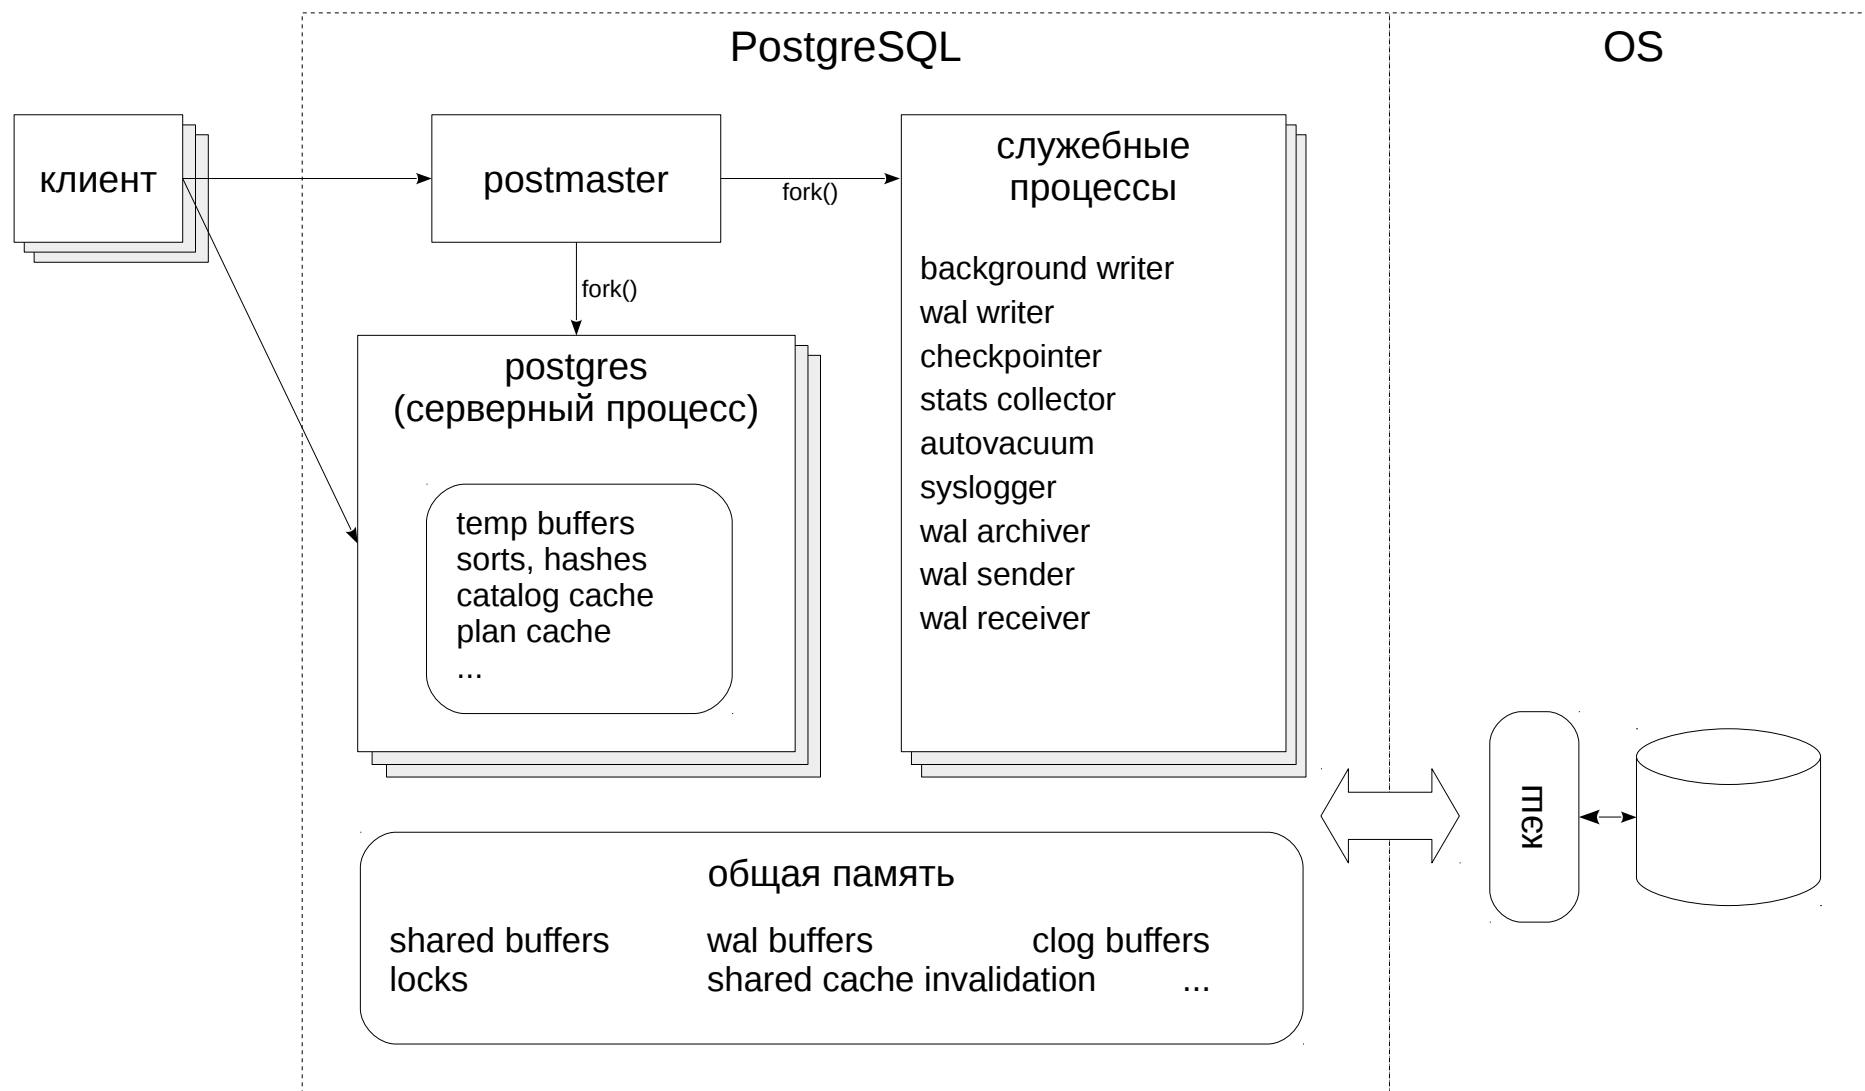 PostgreSQL
OS
клиент
postmaster
fork()
fork()
служебные
процессы
background writer
wal writer
checkpointer
stats collector
autovacuum
syslogger
wal archiver
wal sender
wal receiver
postgres
(серверный процесс)
temp buffers
sorts, hashes
catalog cache
plan cache
...
кэш
общая память
shared buffers
wal buffers
clog buffers
locks
shared cache invalidation
...